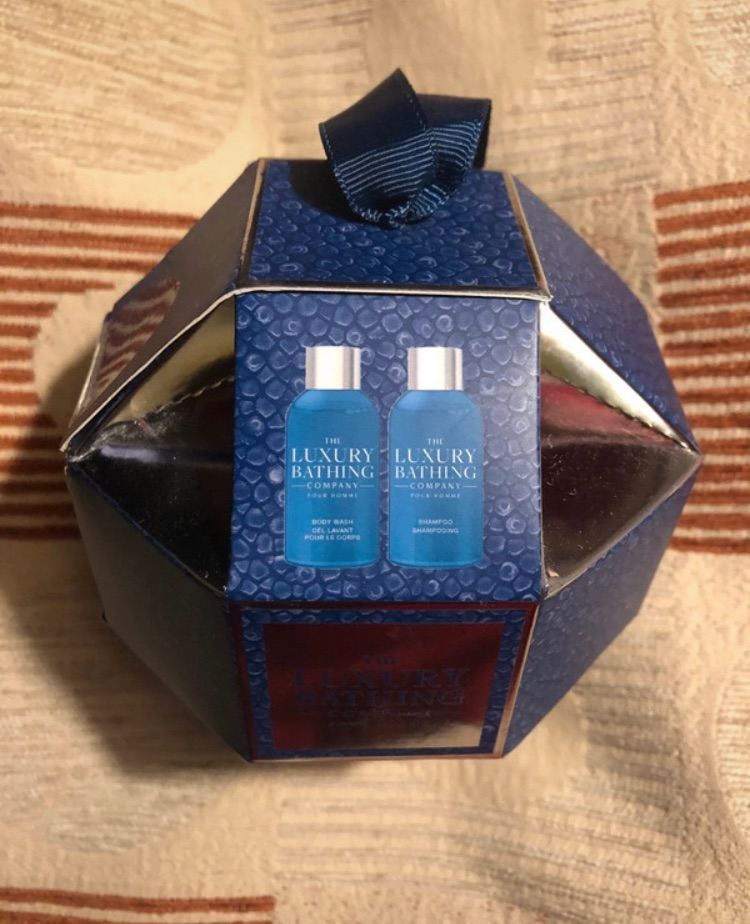 THE
LUXURY
BATHING
COMPANY
POUR HOMME
BODY WASH
GEL LAVANT
POUR LE CORPS
THE
LUXURY
BATHING
COMPANY
POUR HOMME
SHAMPOO
SHAMPOOING
THE
LUXURY
BATHING